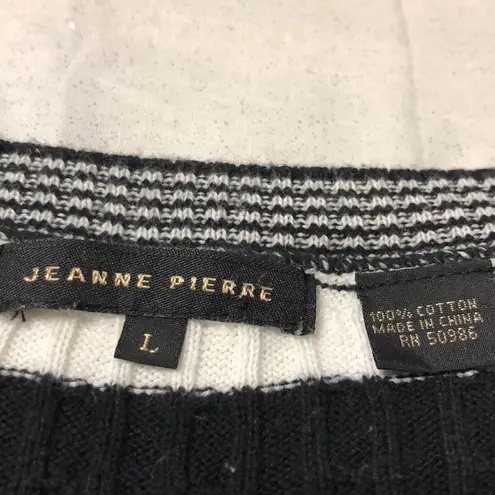 JEANNE PIERRE
L
100% COTTON
MADE IN CHINA
RN 50986